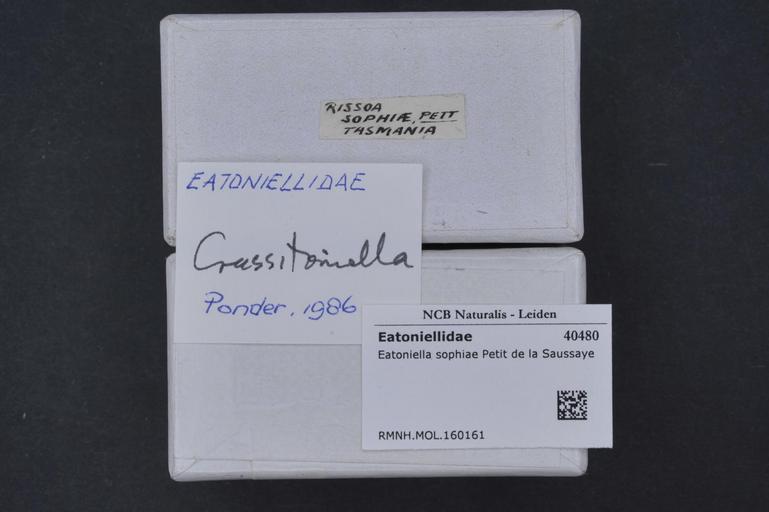 RISSOA
SOPHIÆ, PETT
TASMANIA
EATONIELLIDAE
Crassitoniella
Ponder, 1986
NCB Naturalis - Leiden
Eatoniellidae 40480
Eatoniella sophiae Petit de la Saussaye
RMNH.MOL.160161